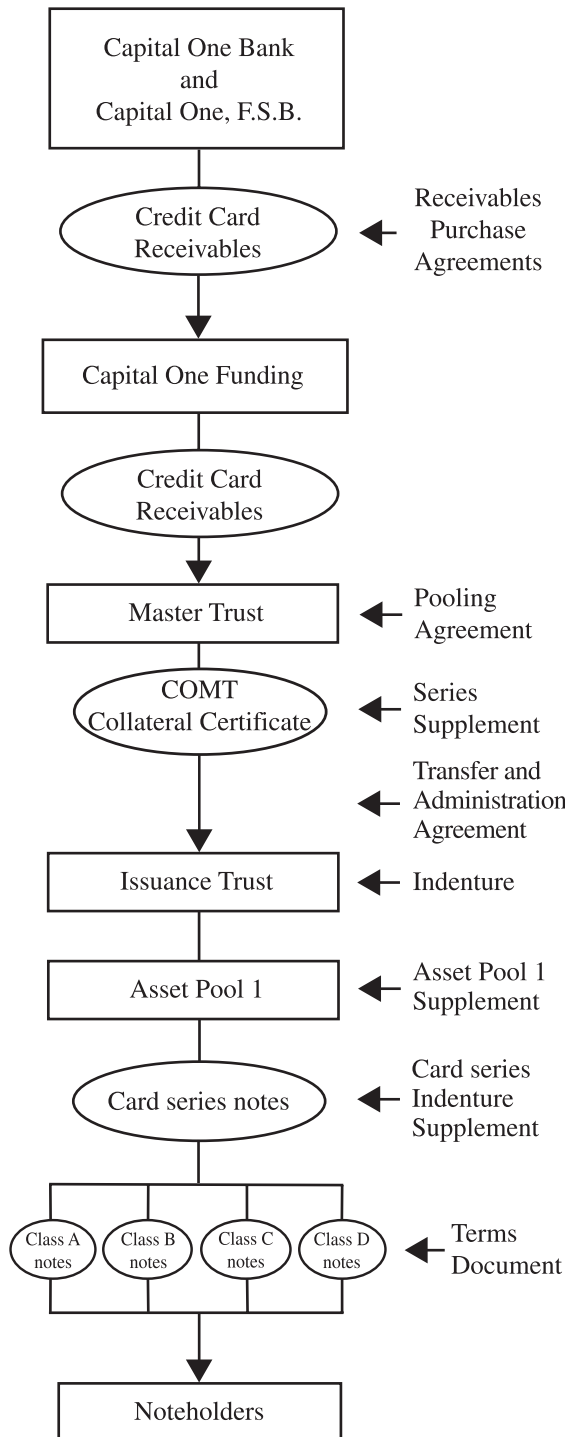 Capital One Bank
and
Capital One, F.S.B.
Credit Card
Receivables
Receivables
Purchase
Agreements
Capital One Funding
Credit Card
Receivables
Master Trust
Pooling
Agreement
COMT
Collateral Certificate
Series
Supplement
Transfer and
Administration
Agreement
Issuance Trust
Indenture
Asset Pool 1
Asset Pool 1
Supplement
Card series notes
Card series
Indenture
Supplement
Class A
notes
Class B
notes
Class C
notes
Class D
notes
Terms
Document
Noteholders